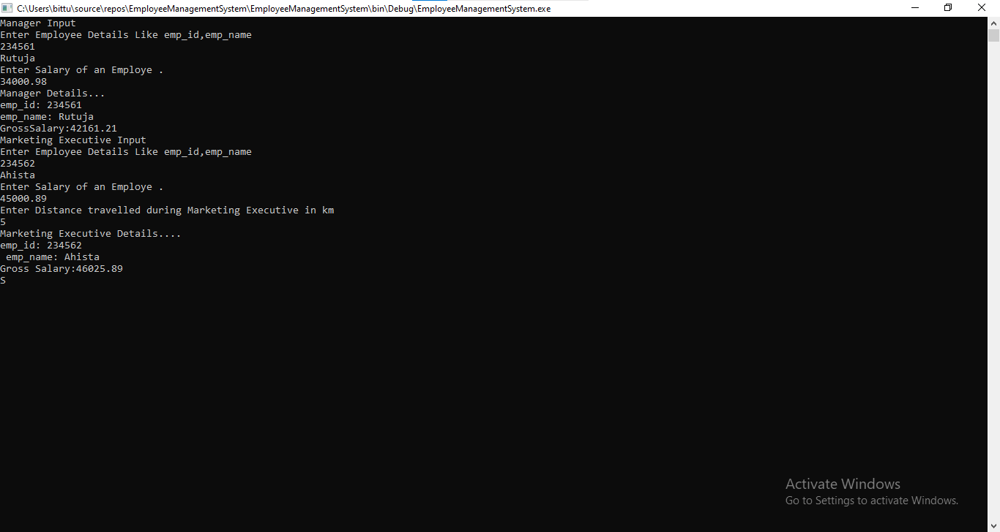 C:\Users\bittu\source\repos\EmployeeManagementSystem\EmployeeManagementSystem\bin\Debug\EmployeeManagementSystem.exe
Manager Input
Enter Employee Details Like emp_id,emp_name
234561
Rutuja
Enter Salary of an Employe .
34000.98
Manager Details...
emp_id: 234561
emp_name: Rutuja
GrossSalary:42161.21
Marketing Executive Input
Enter Employee Details Like emp_id,emp_name
234562
Ahista
Enter Salary of an Employe .
45000.89
Enter Distance travelled during Marketing Executive in km
5
Marketing Executive Details....
emp_id: 234562
 emp_name: Ahista
Gross Salary:46025.89
S
Activate Windows
Go to Settings to activate Windows.